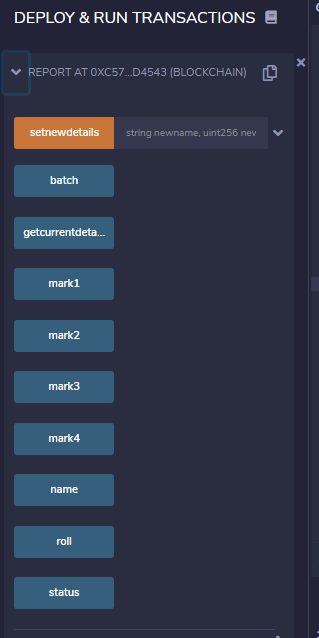 DEPLOY & RUN TRANSACTIONS
REPORT AT 0XC57...D4543 (BLOCKCHAIN)
setnewdetails string newname, uint256 nev
batch
getcurrentdeta...
mark1
mark2
mark3
mark4
name
roll
status